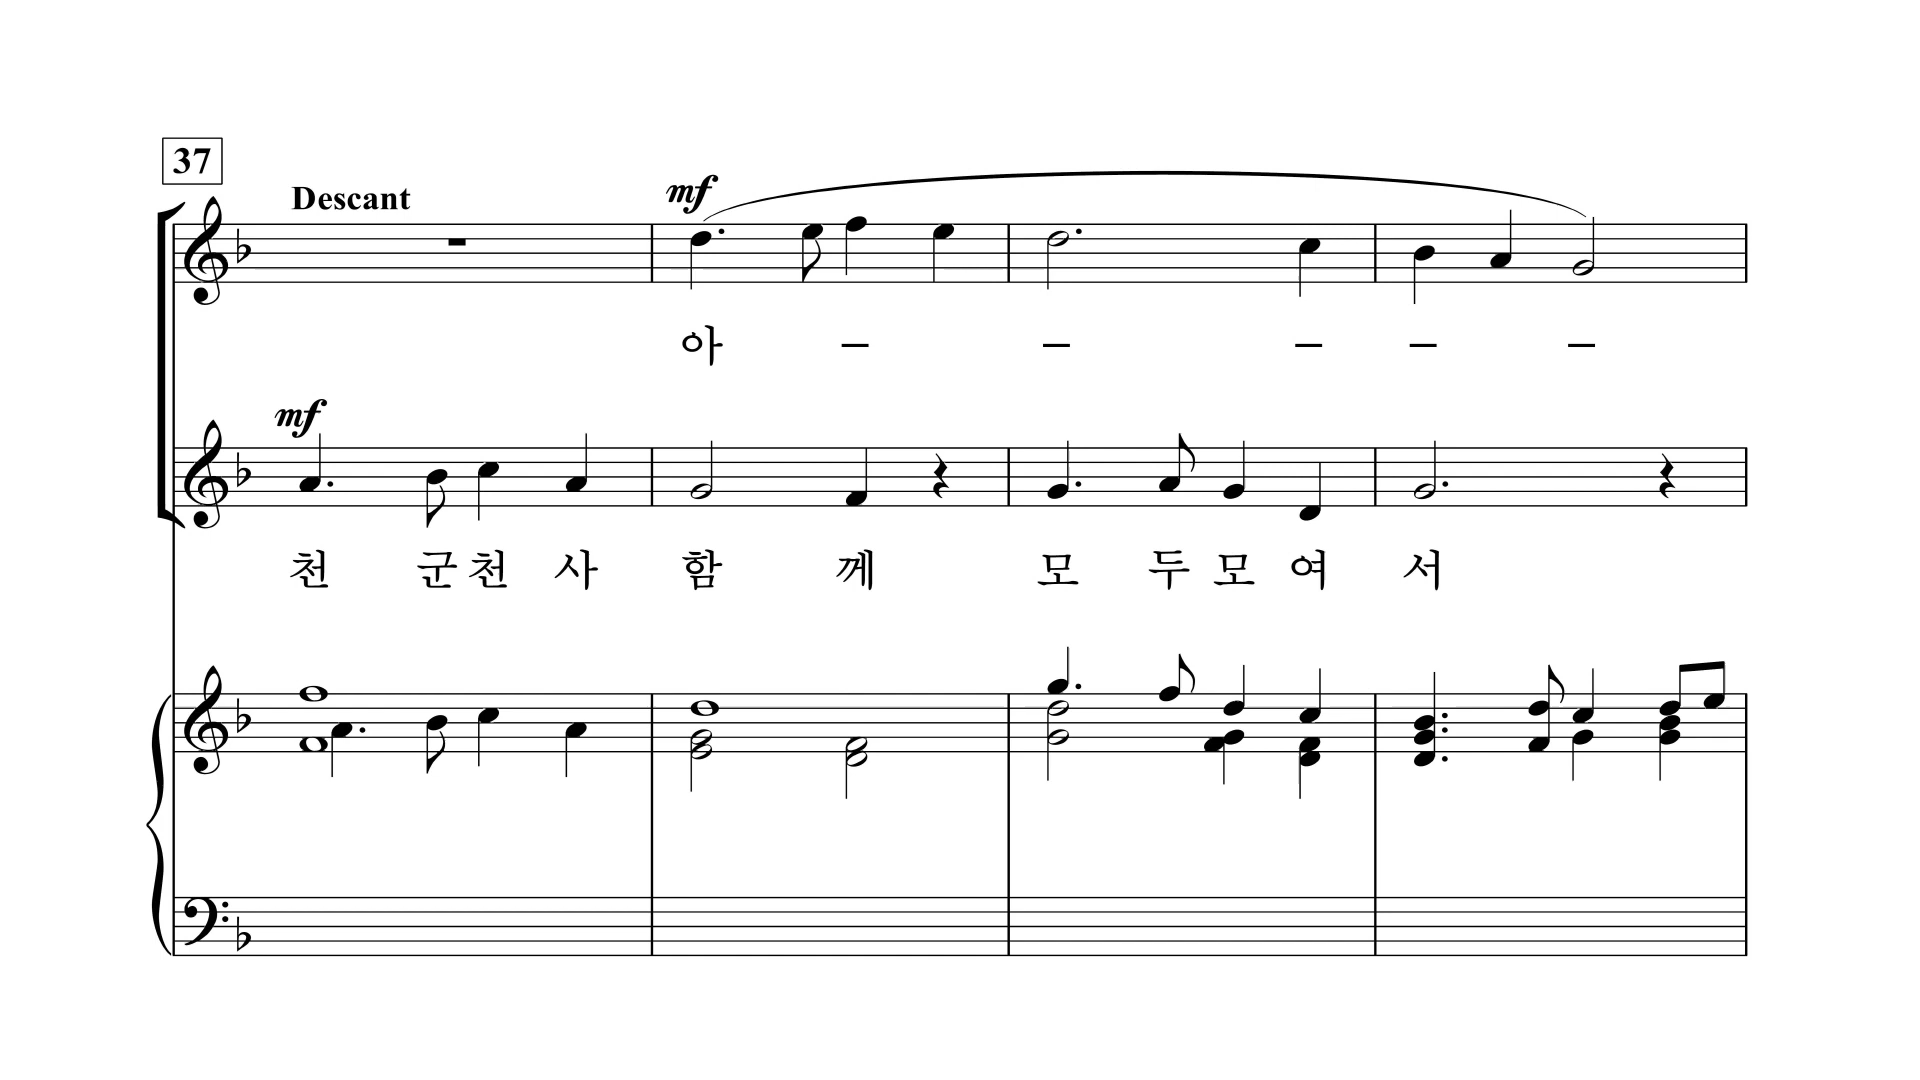 37
Descant
mf
아 – – – – –
mf
천 군 천 사 함 께 모 두 모 여 서